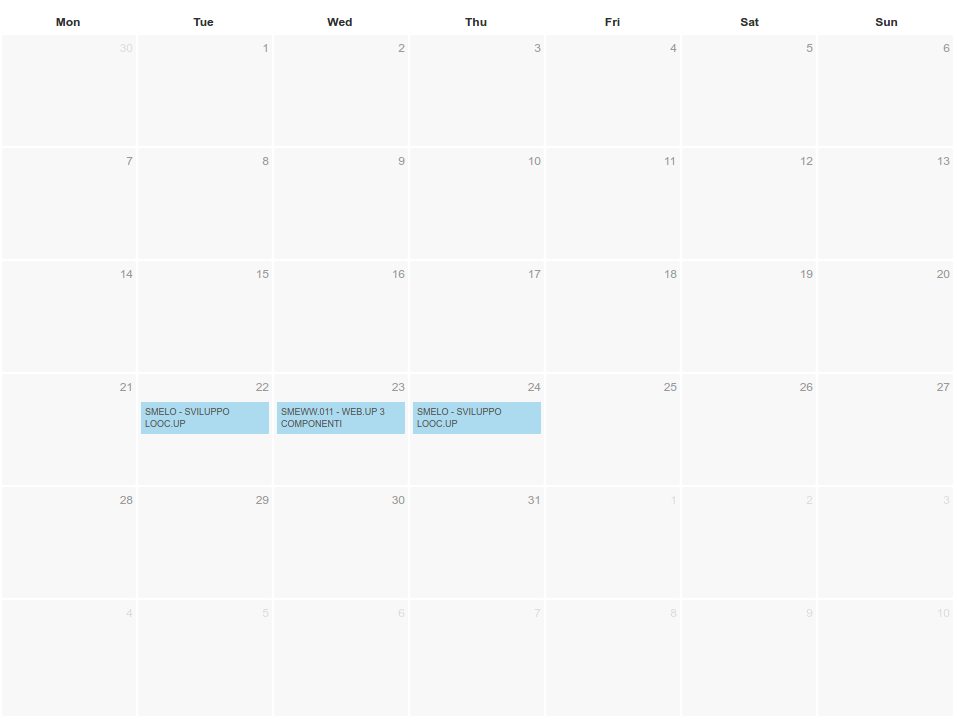 Mon Tue Wed Thu Fri Sat Sun
30 1 2 3 4 5 6
7 8 9 10 11 12 13
14 15 16 17 18 19 20
21 22 23 24 25 26 27
SMELO - SVILUPPO
LOOC.UP
SMEWW.011 - WEB.UP 3
COMPONENTI
SMELO - SVILUPPO
LOOC.UP
28 29 30 31 1 2 3
4 5 6 7 8 9 10